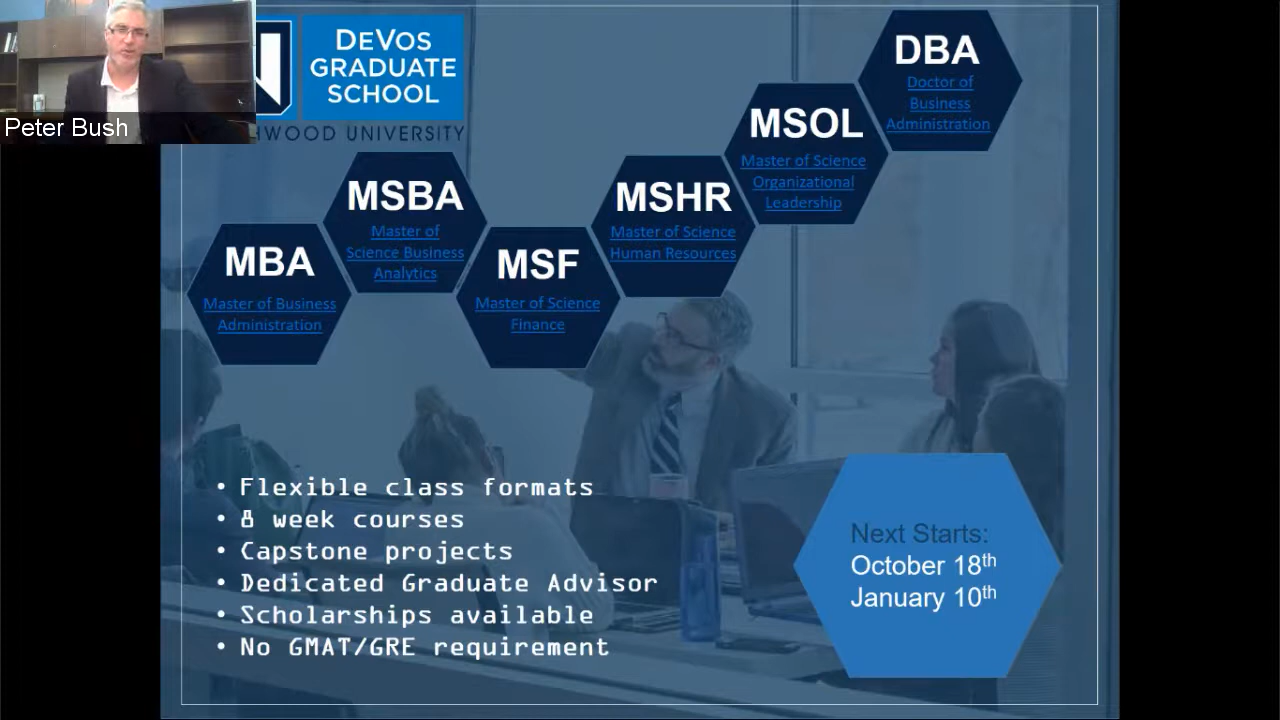 Peter Bush
DEVOS
GRADUATE
SCHOOL
HWOOD UNIVERSITY
DBA
Doctor of
Business
Administration
MSOL
Master of Science
Organizational
Leadership
MSHR
Master of Science
Human Resources
MSBA
Master of
Science Business
Analytics
MSF
Master of Science
Finance
MBA
Master of Business
Administration
• Flexible class formats
• 8 week courses
• Capstone projects
• Dedicated Graduate Advisor
• Scholarships available
• No GMAT/GRE requirement
Next Starts:
October 18th
January 10th